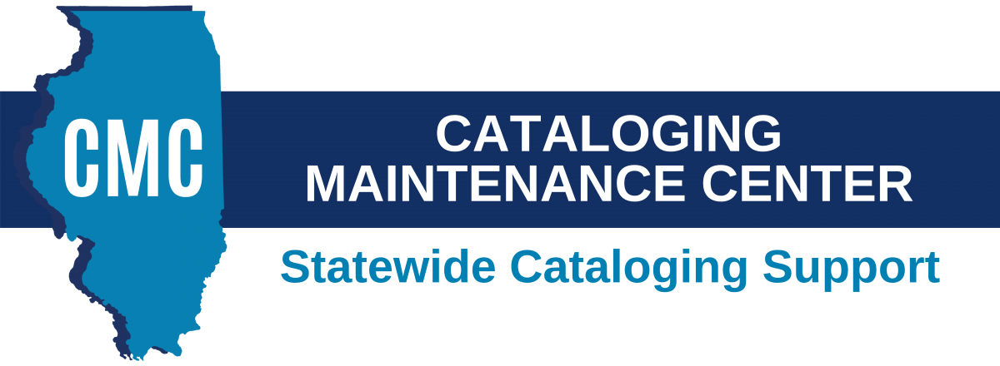 CMC
CATALOGING
MAINTENANCE CENTER
Statewide Cataloging Support